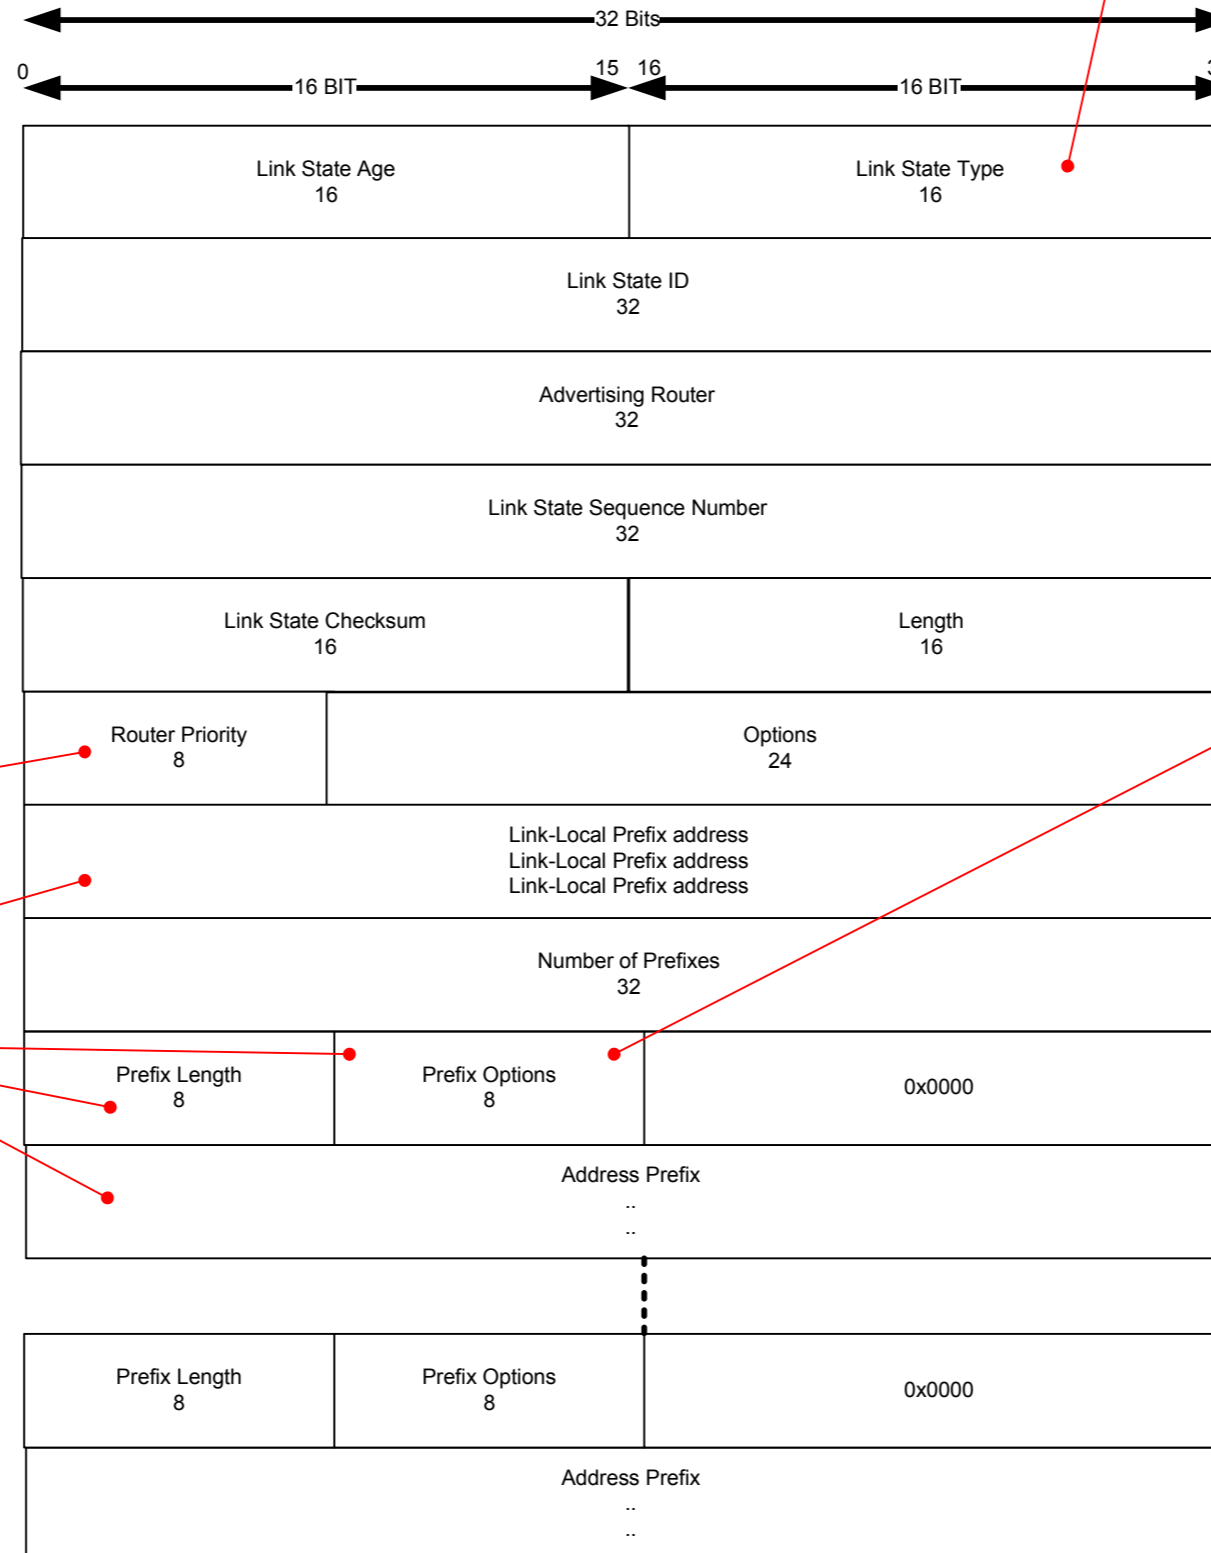 32 Bits
0
15 16
16 BIT
16 BIT
Link State Age
16
Link State Type
16
Link State ID
32
Advertising Router
32
Link State Sequence Number
32
Link State Checksum
16
Length
16
Router Priority
8
Options
24
Link-Local Prefix address
Link-Local Prefix address
Link-Local Prefix address
Number of Prefixes
32
Prefix Length
8
Prefix Options
8
0x0000
Address Prefix
..
..
Prefix Length
8
Prefix Options
8
0x0000
Address Prefix
..
..